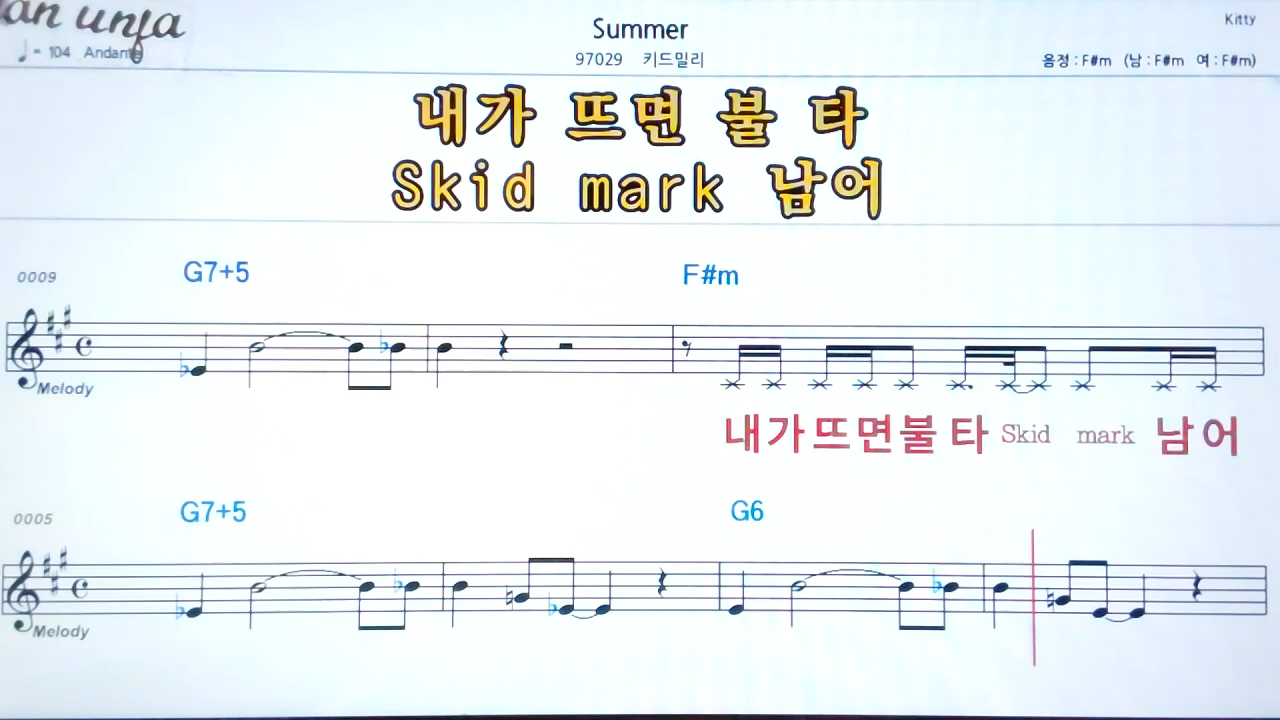 an unfa
Summer
Kitty
♩= 104 Andante
97029 키드밀리
음정 : F#m (남 : F#m 여 : F#m)
내가 뜨면 불 타
Skid mark 남어
0009
G7+5
F#m
Melody
내가뜨면불 타 Skid mark 남어
0005
G7+5
G6
Melody